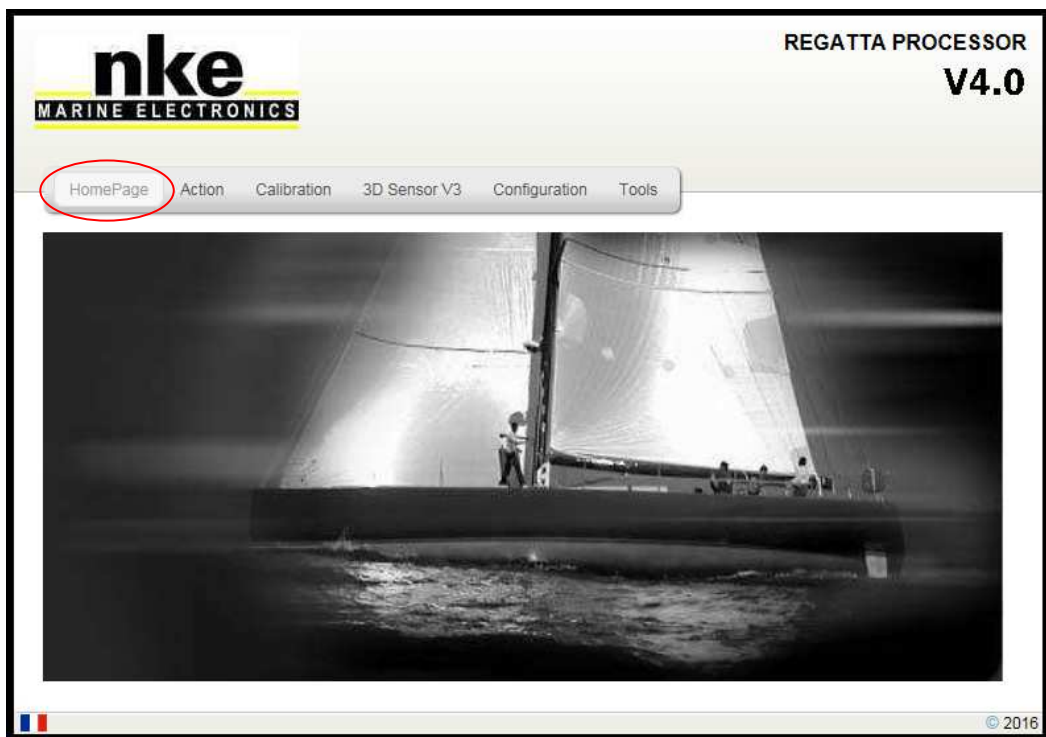 nke
MARINE ELECTRONICS
REGATTA PROCESSOR
V4.0
HomePage Action Calibration 3D Sensor V3 Configuration Tools
© 2016